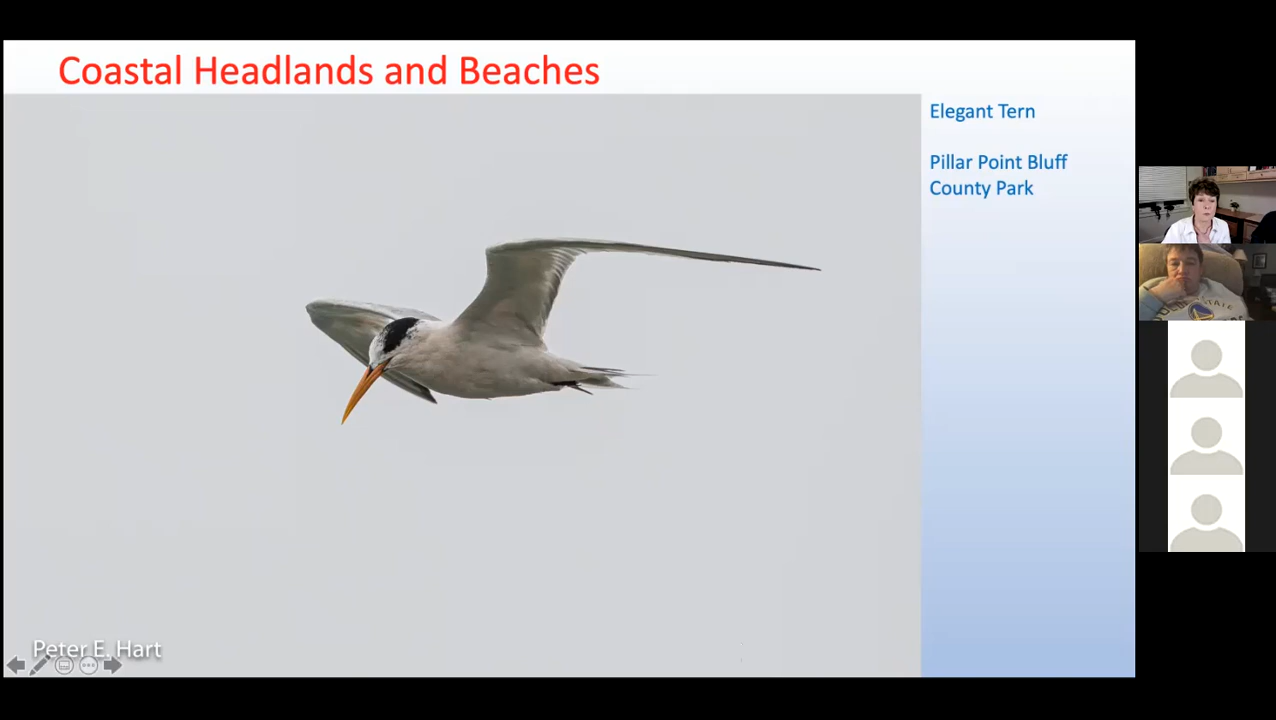 Coastal Headlands and Beaches
Elegant Tern
Pillar Point Bluff
County Park
Peter E. Hart